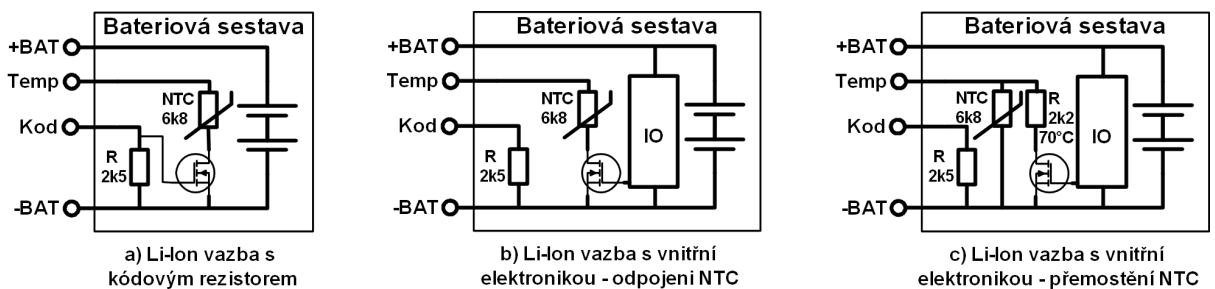 Bateriová sestava
+BAT
Temp
NTC
6k8
Kod
R
2k5
-BAT
a) Li-Ion vazba s
kódovým rezistorem
Bateriová sestava
+BAT
Temp
NTC
6k8
Kod
IO
R
2k5
-BAT
b) Li-Ion vazba s vnitřní
elektronikou - odpojeni NTC
Bateriová sestava
+BAT
Temp
NTC
6k8
R
2k2
70°C
Kod
IO
R
2k5
-BAT
c) Li-Ion vazba s vnitřní
elektronikou - přemostění NTC